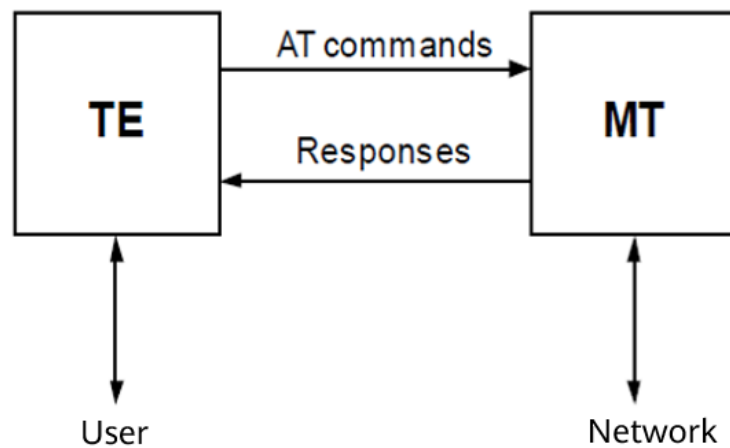 AT commands
TE
MT
Responses
User
Network